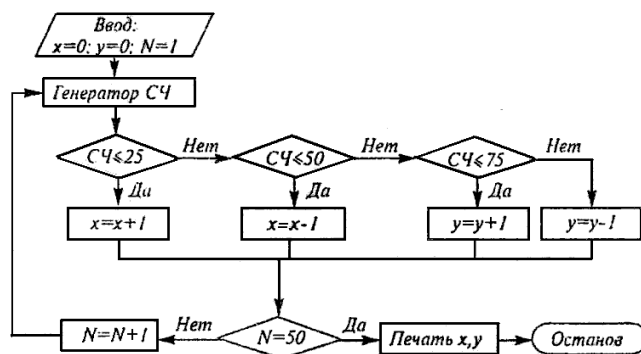 Ввод:
x=0; y=0; N=1
Генератор СЧ
СЧ⩽25
Нет
СЧ⩽50
Нет
СЧ⩽75
Нет
Да
Да
Да
x=x+1
x=x-1
y=y+1
y=y-1
N=N+1
Нет
N=50
Да
Печать x,y
Останов